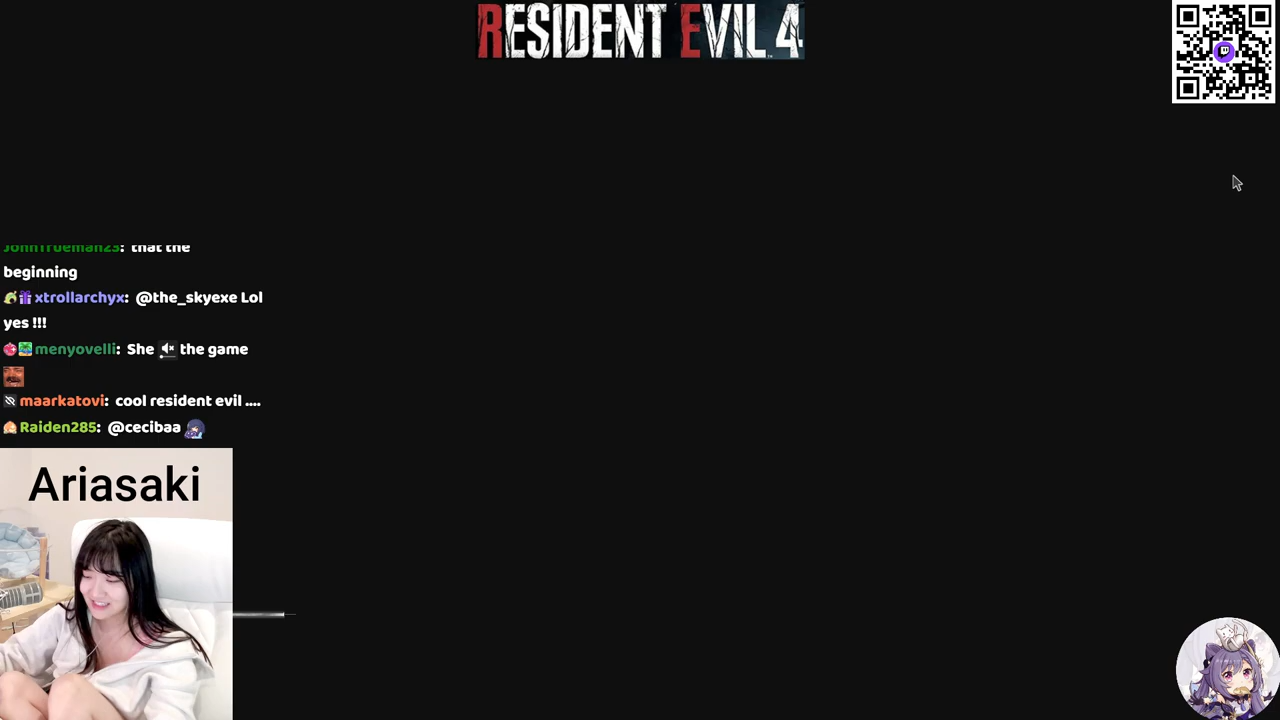 RESIDENT EVIL 4
JohnTrueman23: that the
beginning
xtrollarchyx: @the_skyexe Lol
yes !!!
menyovelli: She the game
maarkatovi: cool resident evil ....
Raiden285: @cecibaa
Ariasaki